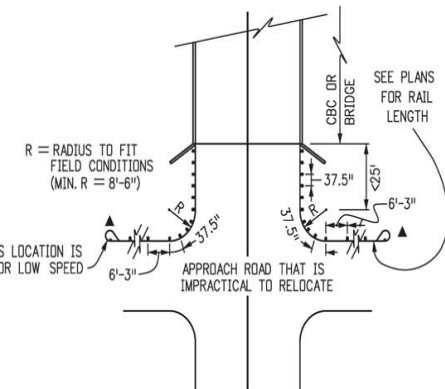 CBC OR
BRIDGE
SEE PLANS
FOR RAIL
LENGTH
R = RADIUS TO FIT
FIELD CONDITIONS
(MIN. R = 8'-6")
37.5"
<25'
6'-3"
R
R
37.5"
37.5"
S LOCATION IS
OR LOW SPEED
6'-3"
APPROACH ROAD THAT IS
IMPRACTICAL TO RELOCATE